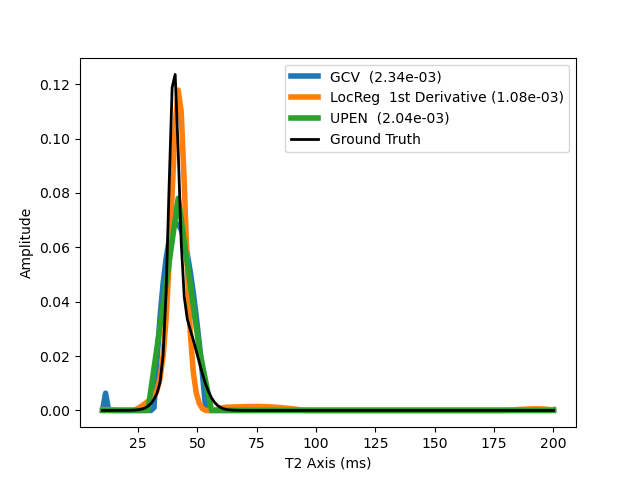 GCV  (2.34e-03)
LocReg  1st Derivative (1.08e-03)
UPEN  (2.04e-03)
Ground Truth
0.12
0.10
0.08
0.06
0.04
0.02
0.00
Amplitude
25 50 75 100 125 150 175 200
T2 Axis (ms)